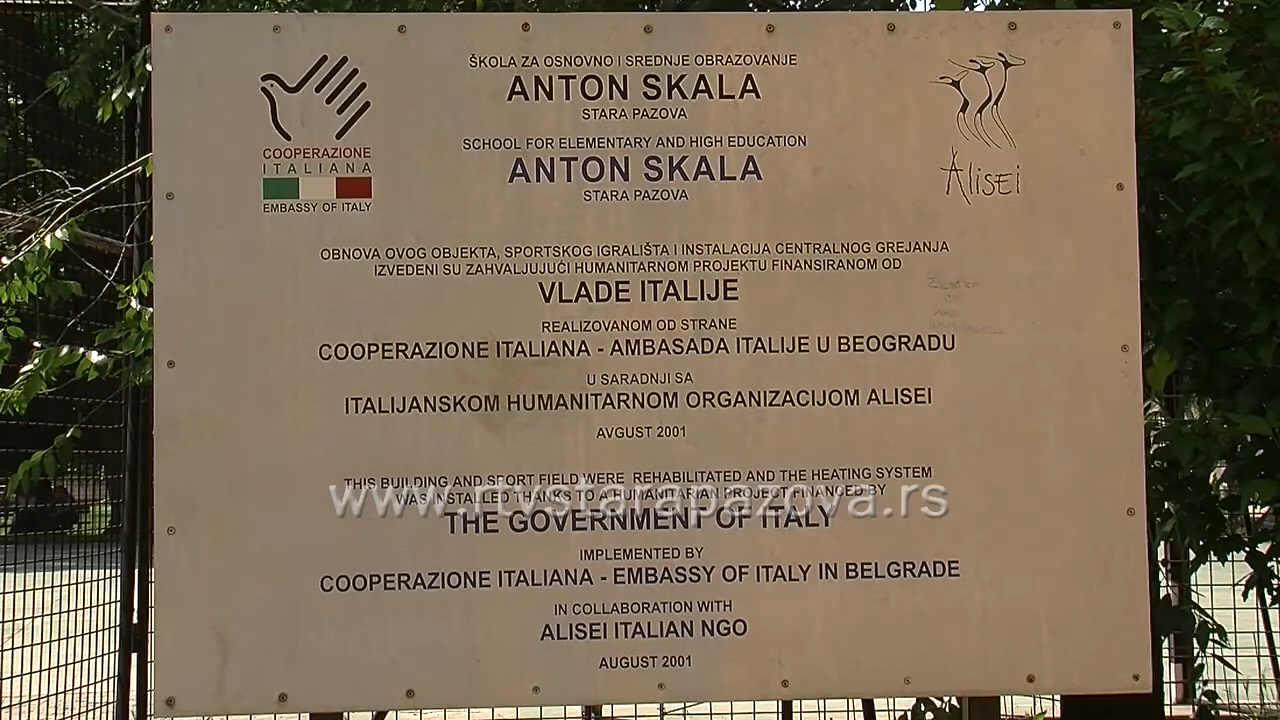 ŠKOLA ZA OSNOVNO I SREDNJE OBRAZOVANJE
ANTON SKALA
STARA PAZOVA
SCHOOL FOR ELEMENTARY AND HIGH EDUCATION
ANTON SKALA
STARA PAZOVA
COOPERAZIONE
ITALIANA
EMBASSY OF ITALY
Alisei
OBNOVA OVOG OBJEKTA, SPORTSKOG IGRALIŠTA I INSTALACIJA CENTRALNOG GREJANJA
IZVEDENI SU ZAHVALJUJUĆI HUMANITARNOM PROJEKTU FINANSIRANOM OD
VLADE ITALIJE
REALIZOVANOM OD STRANE
COOPERAZIONE ITALIANA - AMBASADA ITALIJE U BEOGRADU
U SARADNJI SA
ITALIJANSKOM HUMANITARNOM ORGANIZACIJOM ALISEI
AVGUST 2001
THIS BUILDING AND SPORT FIELD WERE REHABILITATED AND THE HEATING SYSTEM
WAS INSTALLED THANKS TO A HUMANITARIAN PROJECT FINANCED BY
www.rtvstarapazova.rs
THE GOVERNMENT OF ITALY
IMPLEMENTED BY
COOPERAZIONE ITALIANA - EMBASSY OF ITALY IN BELGRADE
IN COLLABORATION WITH
ALISEI ITALIAN NGO
AUGUST 2001